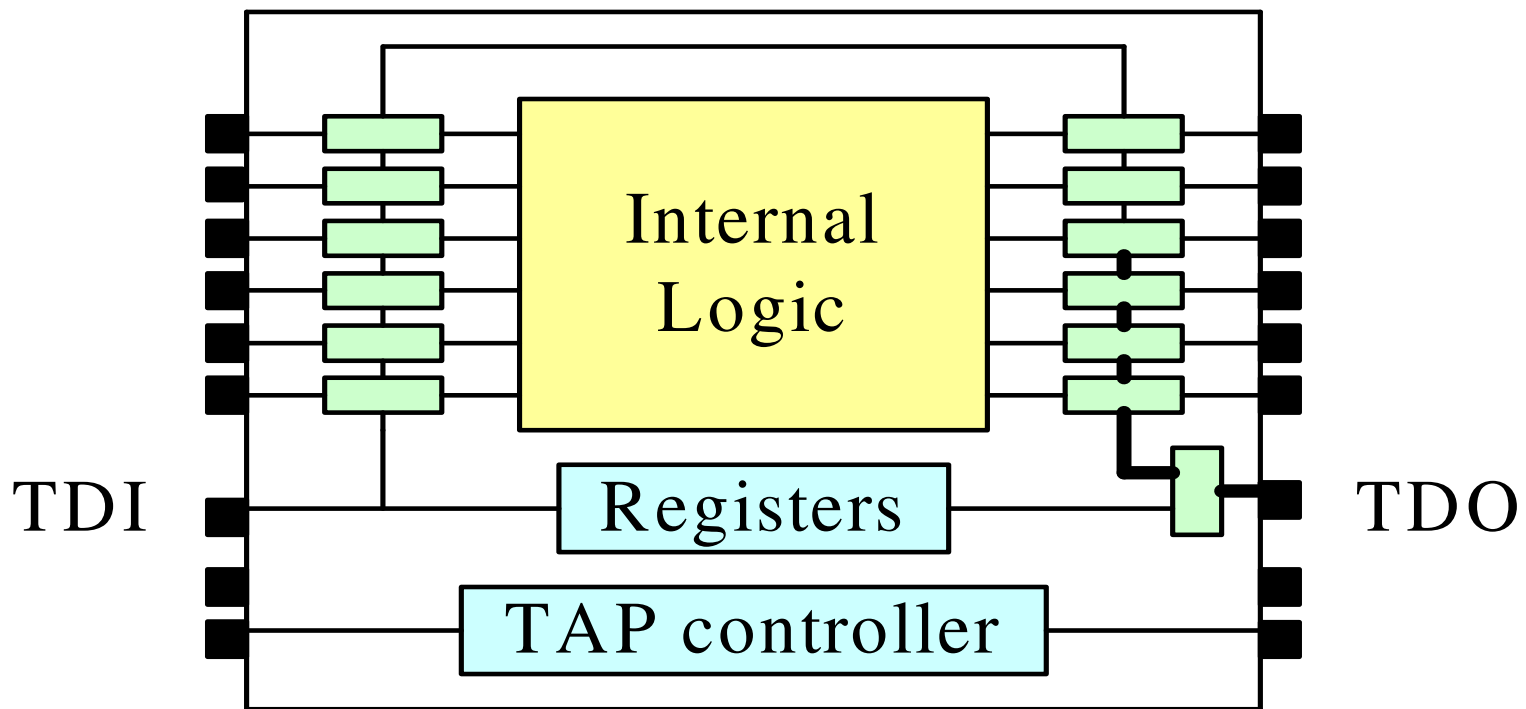 Internal
Logic
TDI
Registers
TDO
TAP controller